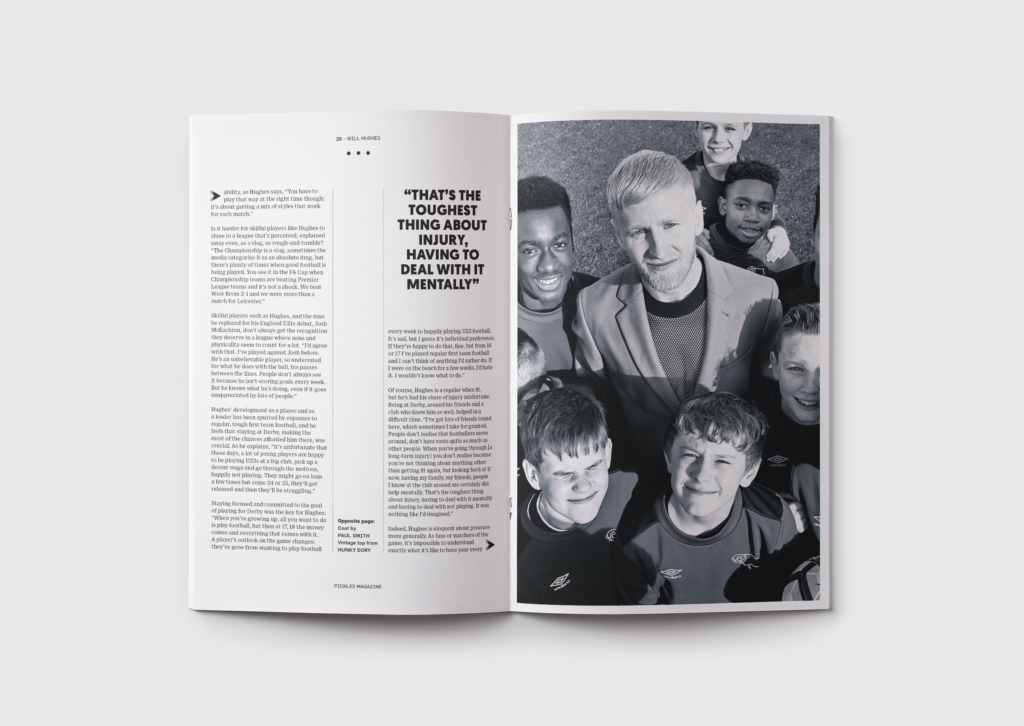 26 – WILL HUGHES
ability, as Hughes says, "You have to
play that way at the right time though;
it's about getting a mix of styles that work
for each match."
Is it harder for skilful players like Hughes to
shine in a league that's perceived, explained
away even, as a slog, as rough-and-tumble?
"The Championship is a slog, sometimes the
media categorise it as an absolute drag, but
there's plenty of times when good football is
being played. You see it in the FA Cup when
Championship teams are beating Premier
League teams and it's not a shock. We beat
West Brom 2-1 and we were more than a
match for Leicester."
Skilful players such as Hughes, and the man
he replaced for his England U21s debut, Josh
McEachran, don't always get the recognition
they deserve in a league where nous and
physicality seem to count for a lot. "I'd agree
with that. I've played against Josh before.
He's an unbelievable player, so underrated
for what he does with the ball, his passes
between the lines. People don't always see
it because he isn't scoring goals every week.
But he knows what he's doing, even if it goes
unappreciated by lots of people."
Hughes' development as a player and as
a leader has been spurred by exposure to
regular, tough first team football, and he
feels that staying at Derby, making the
most of the chances afforded him there, was
crucial. As he explains, "It's unfortunate that
these days, a lot of young players are happy
to be playing U21s at a big club, pick up a
decent wage and go through the motions,
happily not playing. They might go on loan
a few times but come 24 or 25, they'll get
released and then they'll be struggling."
Staying focused and committed to the goal
of playing for Derby was the key for Hughes;
"When you're growing up, all you want to do
is play football, but then at 17, 18 the money
comes and everything that comes with it.
A player's outlook on the game changes;
they've gone from wanting to play football
Opposite page:
Coat by
PAUL SMITH
Vintage top from
HUNKY DORY
"THAT'S THE
TOUGHEST
THING ABOUT
INJURY,
HAVING TO
DEAL WITH IT
MENTALLY"
every week to happily playing U23 football.
It's sad, but I guess it's individual preference.
If they're happy to do that, fine, but from 16
or 17 I've played regular first team football
and I can't think of anything I'd rather do. If
I were on the bench for a few weeks, I'd hate
it. I wouldn't know what to do."
Of course, Hughes is a regular when fit,
but he's had his share of injury misfortune.
Being at Derby, around his friends and a
club who knew him so well, helped in a
difficult time. "I've got lots of friends round
here, which sometimes I take for granted.
People don't realise that footballers move
around, don't have roots quite as much as
other people. When you're going through [a
long-term injury] you don't realise because
you're not thinking about anything other
than getting fit again, but looking back at it
now, having my family, my friends, people
I know at the club around me certainly did
help mentally. That's the toughest thing
about injury, having to deal with it mentally
and having to deal with not playing. It was
nothing like I'd imagined."
Indeed, Hughes is eloquent about pressure
more generally. As fans or watchers of the
game, it's impossible to understand
exactly what it's like to have your every
PICKLES MAGAZINE
umbro
umbro